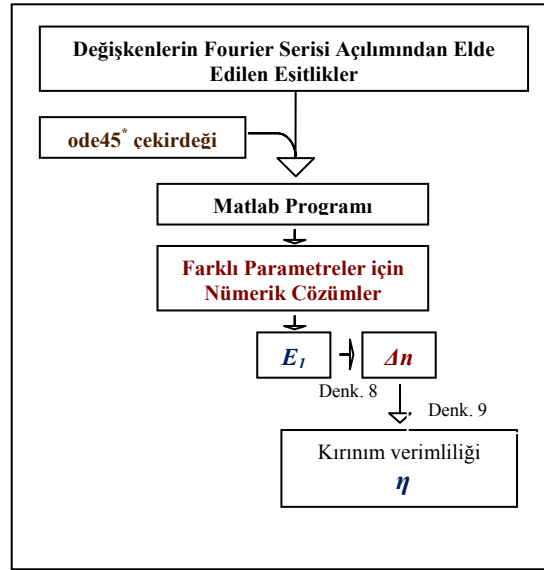 Değişkenlerin Fourier Serisi Açılımından Elde
Edilen Esitlikler
ode45* çekirdeği
Matlab Programı
Farklı Parametreler için
Nümerik Cözümler
E₁
Δn
Denk. 8
Denk. 9
Kırınım verimliliği
η